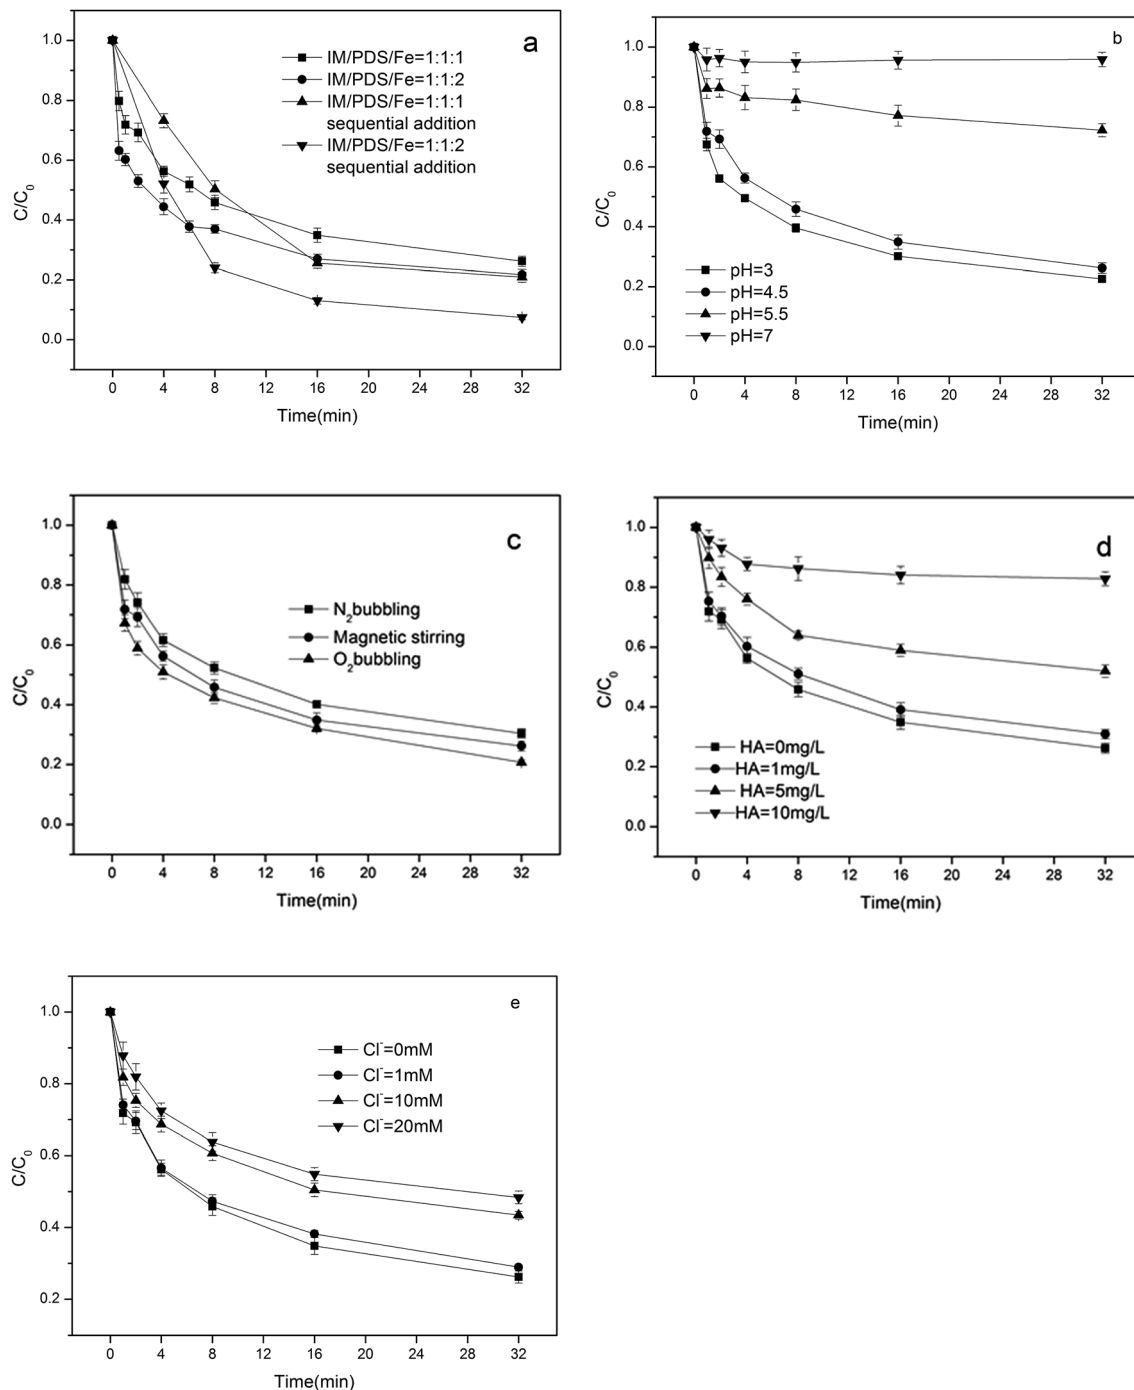 a
IM/PDS/Fe=1:1:1
IM/PDS/Fe=1:1:2
IM/PDS/Fe=1:1:1
sequential addition
IM/PDS/Fe=1:1:2
sequential addition
C/C0
1.0
0.8
0.6
0.4
0.2
0.0
0 4 8 12 16 20 24 28 32
Time(min)
b
pH=3
pH=4.5
pH=5.5
pH=7
C/C0
1.0
0.8
0.6
0.4
0.2
0.0
0 4 8 12 16 20 24 28 32
Time(min)
c
N2bubbling
Magnetic stirring
O2bubbling
C/C0
1.0
0.8
0.6
0.4
0.2
0.0
0 4 8 12 16 20 24 28 32
Time(min)
d
HA=0mg/L
HA=1mg/L
HA=5mg/L
HA=10mg/L
C/C0
1.0
0.8
0.6
0.4
0.2
0.0
0 4 8 12 16 20 24 28 32
Time(min)
e
Cl-=0mM
Cl-=1mM
Cl-=10mM
Cl-=20mM
C/C0
1.0
0.8
0.6
0.4
0.2
0 4 8 12 16 20 24 28 32
Time(min)